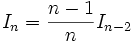 $I_n = \frac{n-1}{n} I_{n-2}$